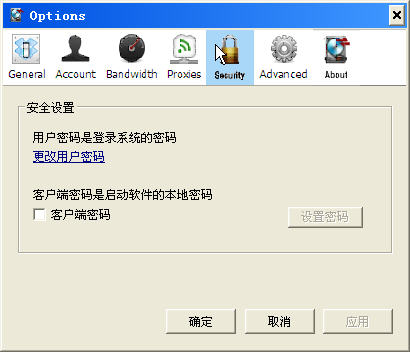 Options
General Account Bandwidth Proxies Security Advanced About
安全设置
用户密码是登录系统的密码
更改用户密码
客户端密码是启动软件的本地密码
客户端密码 设置密码
确定 取消 应用